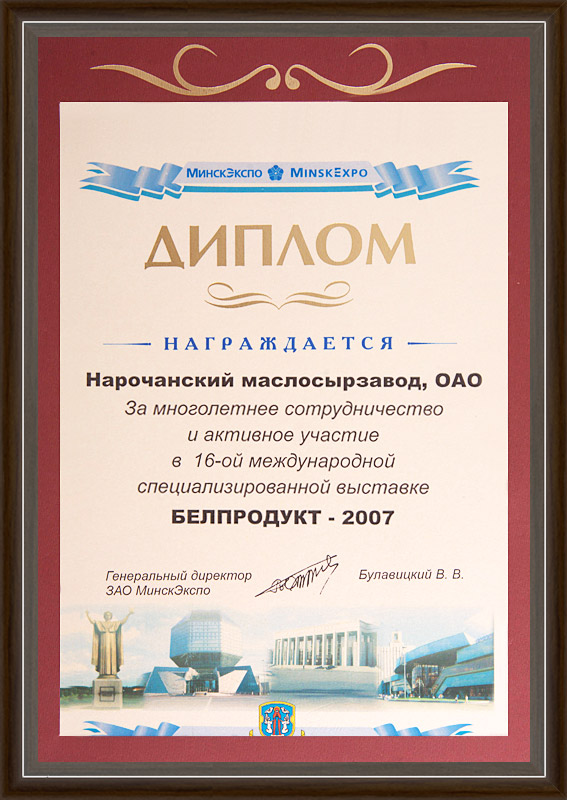 МинскЭкспо MinskExpo
ДИПЛОМ
НАГРАЖДАЕТСЯ
Нарочанский маслосырзавод, ОАО
За многолетнее сотрудничество
и активное участие
в 16-ой международной
специализированной выставке
БЕЛПРОДУКТ - 2007
Генеральный директор
ЗАО МинскЭкспо
Булавицкий В. В.